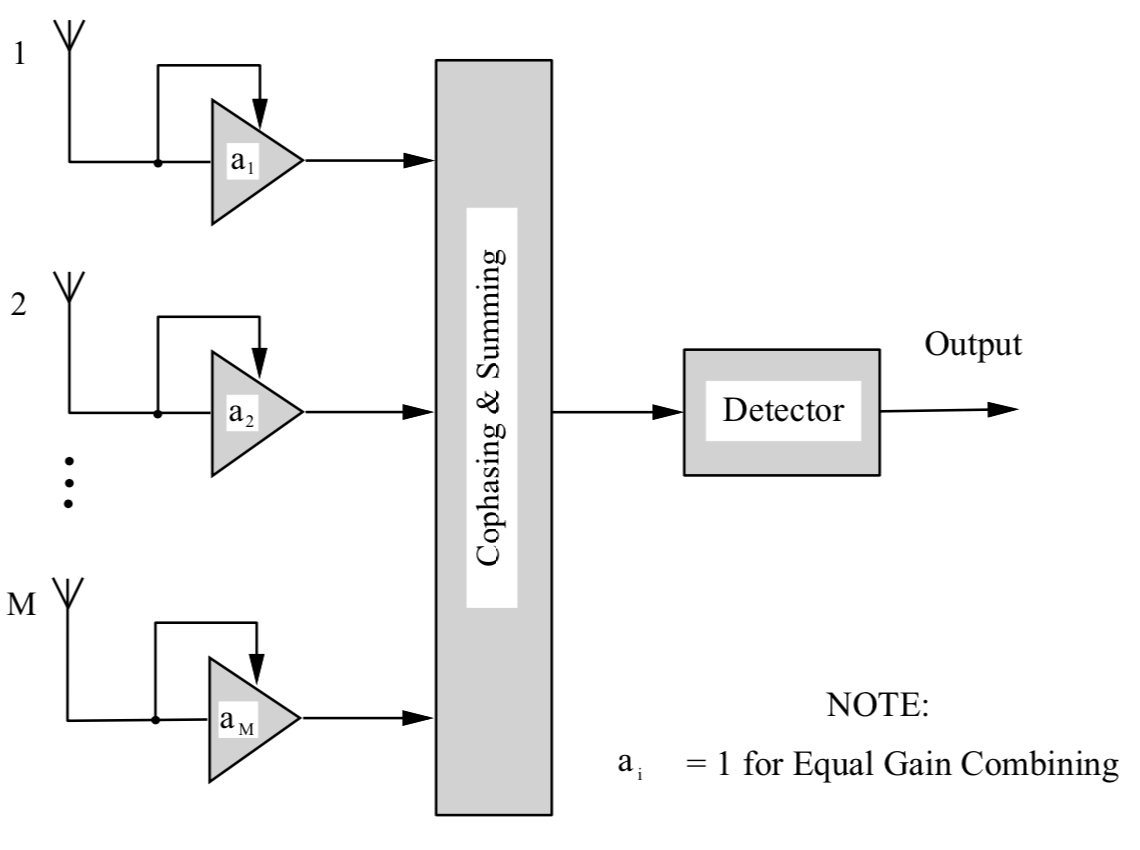 1
a1
2
a2
M
aM
Cophasing & Summing
Detector
Output
NOTE:
ai = 1 for Equal Gain Combining